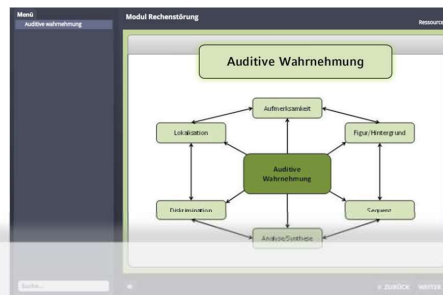 Menü
Auditive wahrnehmung
Modul Rechenstörung
Ressource
Auditive Wahrnehmung
Aufmerksamkeit
Lokalisation
Figur/Hintergrund
Auditive
Wahrnehmung
Diskrimination
Sequenz
Analyse/Synthese
Suche...
ZURÜCK
WEITER